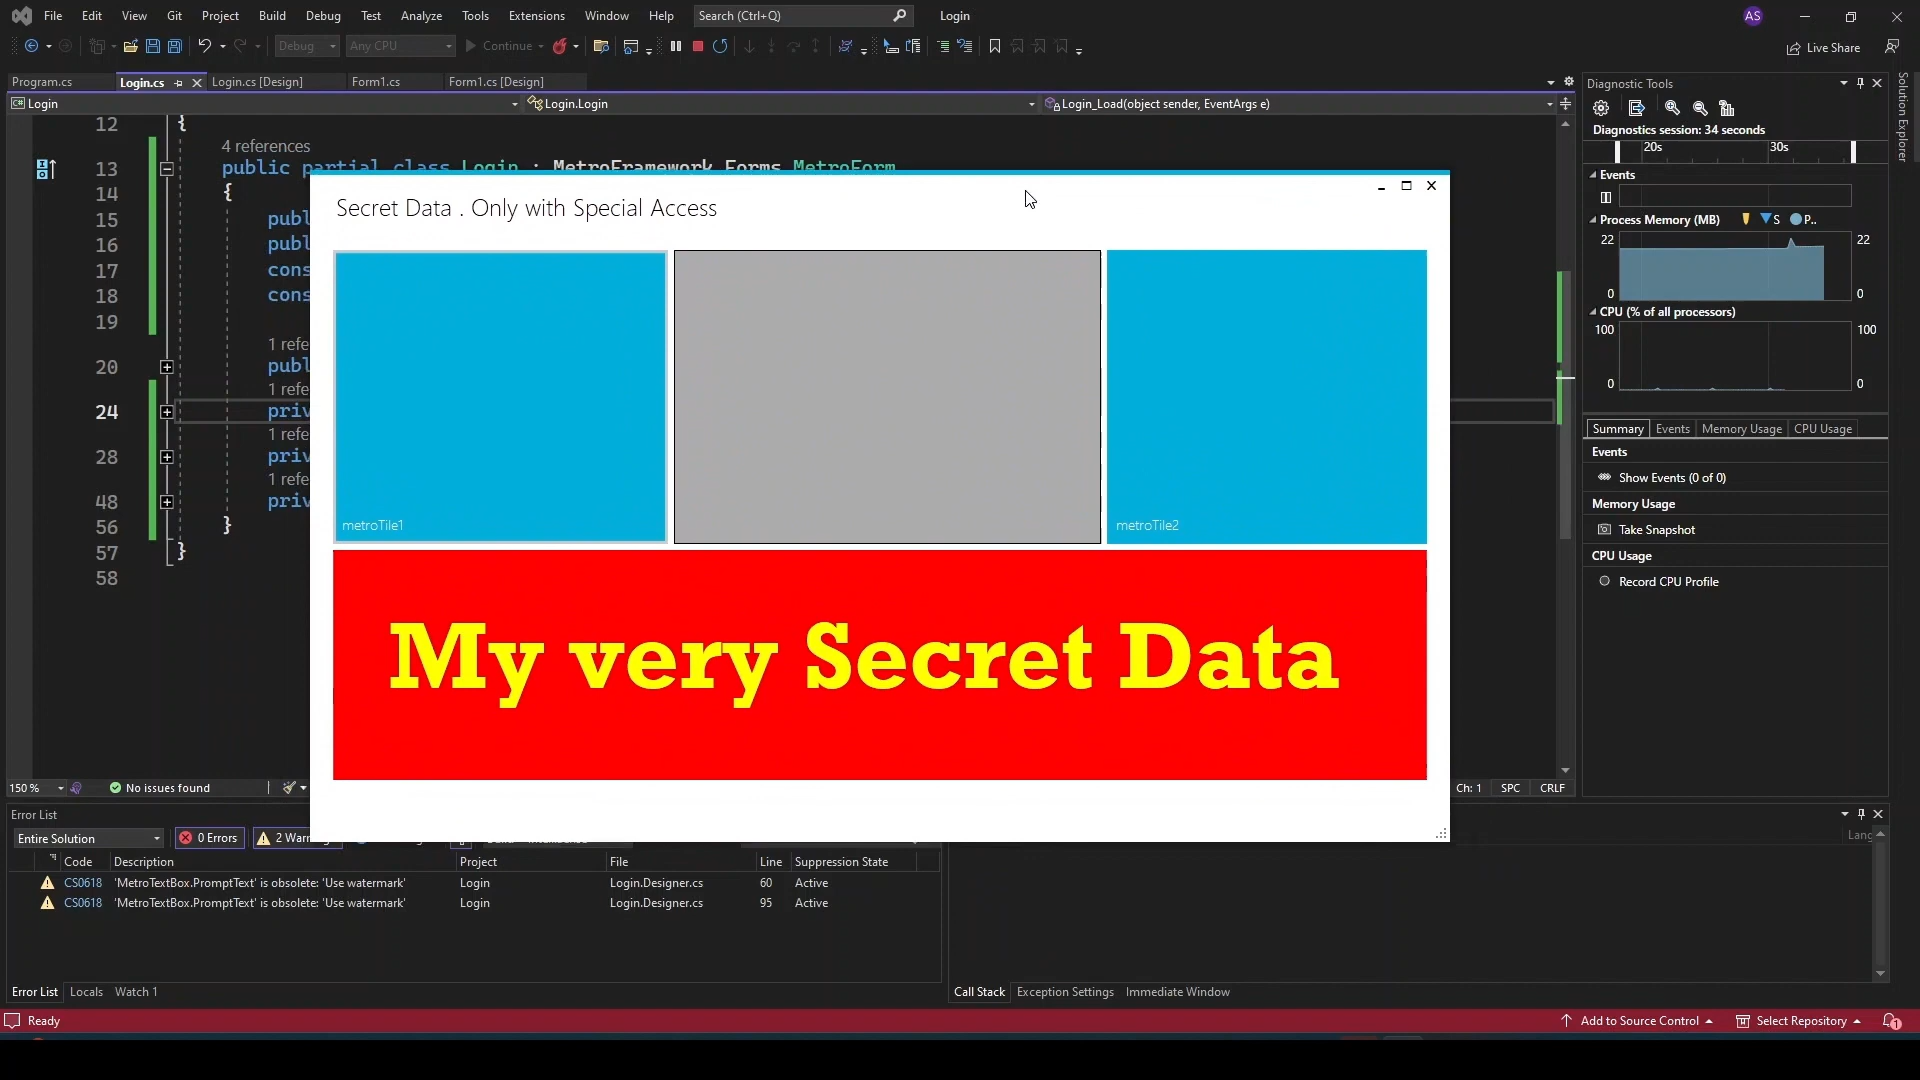 File Edit View Git Project Build Debug Test Analyze Tools Extensions Window Help Search (Ctrl+Q) Login AS
Debug Any CPU Continue Live Share
Program.cs Login.cs Login.cs [Design] Form1.cs Form1.cs [Design]
Login Login.Login Login_Load(object sender, EventArgs e)
12 {
4 references
13 public partial class Login : MetroFramework.Forms.MetroForm
14 {
15 publ
16 publ
17 cons
18 cons
19
1 refe
20 publ
1 refe
24 priv
1 refe
28 priv
1 refe
48 priv
56 }
57 }
58
Secret Data . Only with Special Access
metroTile1
metroTile2
My very Secret Data
150 % No issues found
Ch: 1 SPC CRLF
Diagnostic Tools
Diagnostics session: 34 seconds
20s 30s
Events
Process Memory (MB) S P..
22 22
0 0
CPU (% of all processors)
100 100
0 0
Summary Events Memory Usage CPU Usage
Events
Show Events (0 of 0)
Memory Usage
Take Snapshot
CPU Usage
Record CPU Profile
Solution Explorer
Error List
Entire Solution 0 Errors 2 Warn
Lang
Code Description Project File Line Suppression State
CS0618 'MetroTextBox.PromptText' is obsolete: 'Use watermark' Login Login.Designer.cs 60 Active
CS0618 'MetroTextBox.PromptText' is obsolete: 'Use watermark' Login Login.Designer.cs 95 Active
Error List Locals Watch 1
Call Stack Exception Settings Immediate Window
Ready
Add to Source Control Select Repository 1